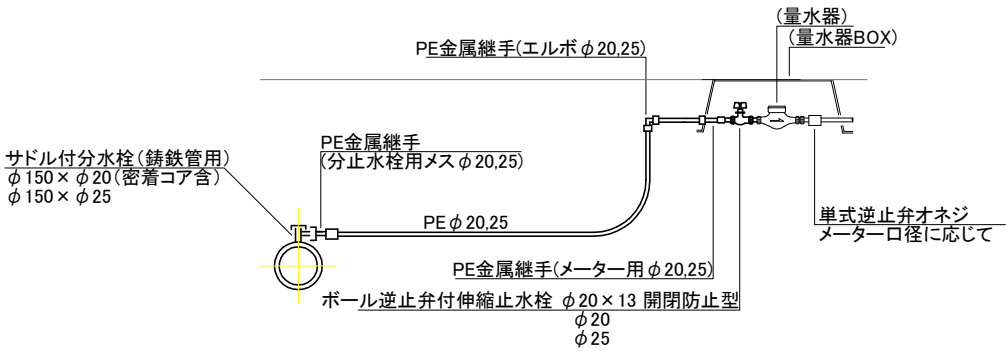 (量水器)
(量水器BOX)
PE金属継手(エルボφ20,25)
サドル付分水栓(鋳鉄管用)
φ150×φ20(密着コア含)
φ150×φ25
PE金属継手
(分止水栓用メスφ20,25)
PEφ20,25
単式逆止弁オネジ
メーター口径に応じて
PE金属継手(メーター用φ20,25)
ボール逆止弁付伸縮止水栓 φ20×13 開閉防止型
φ20
φ25